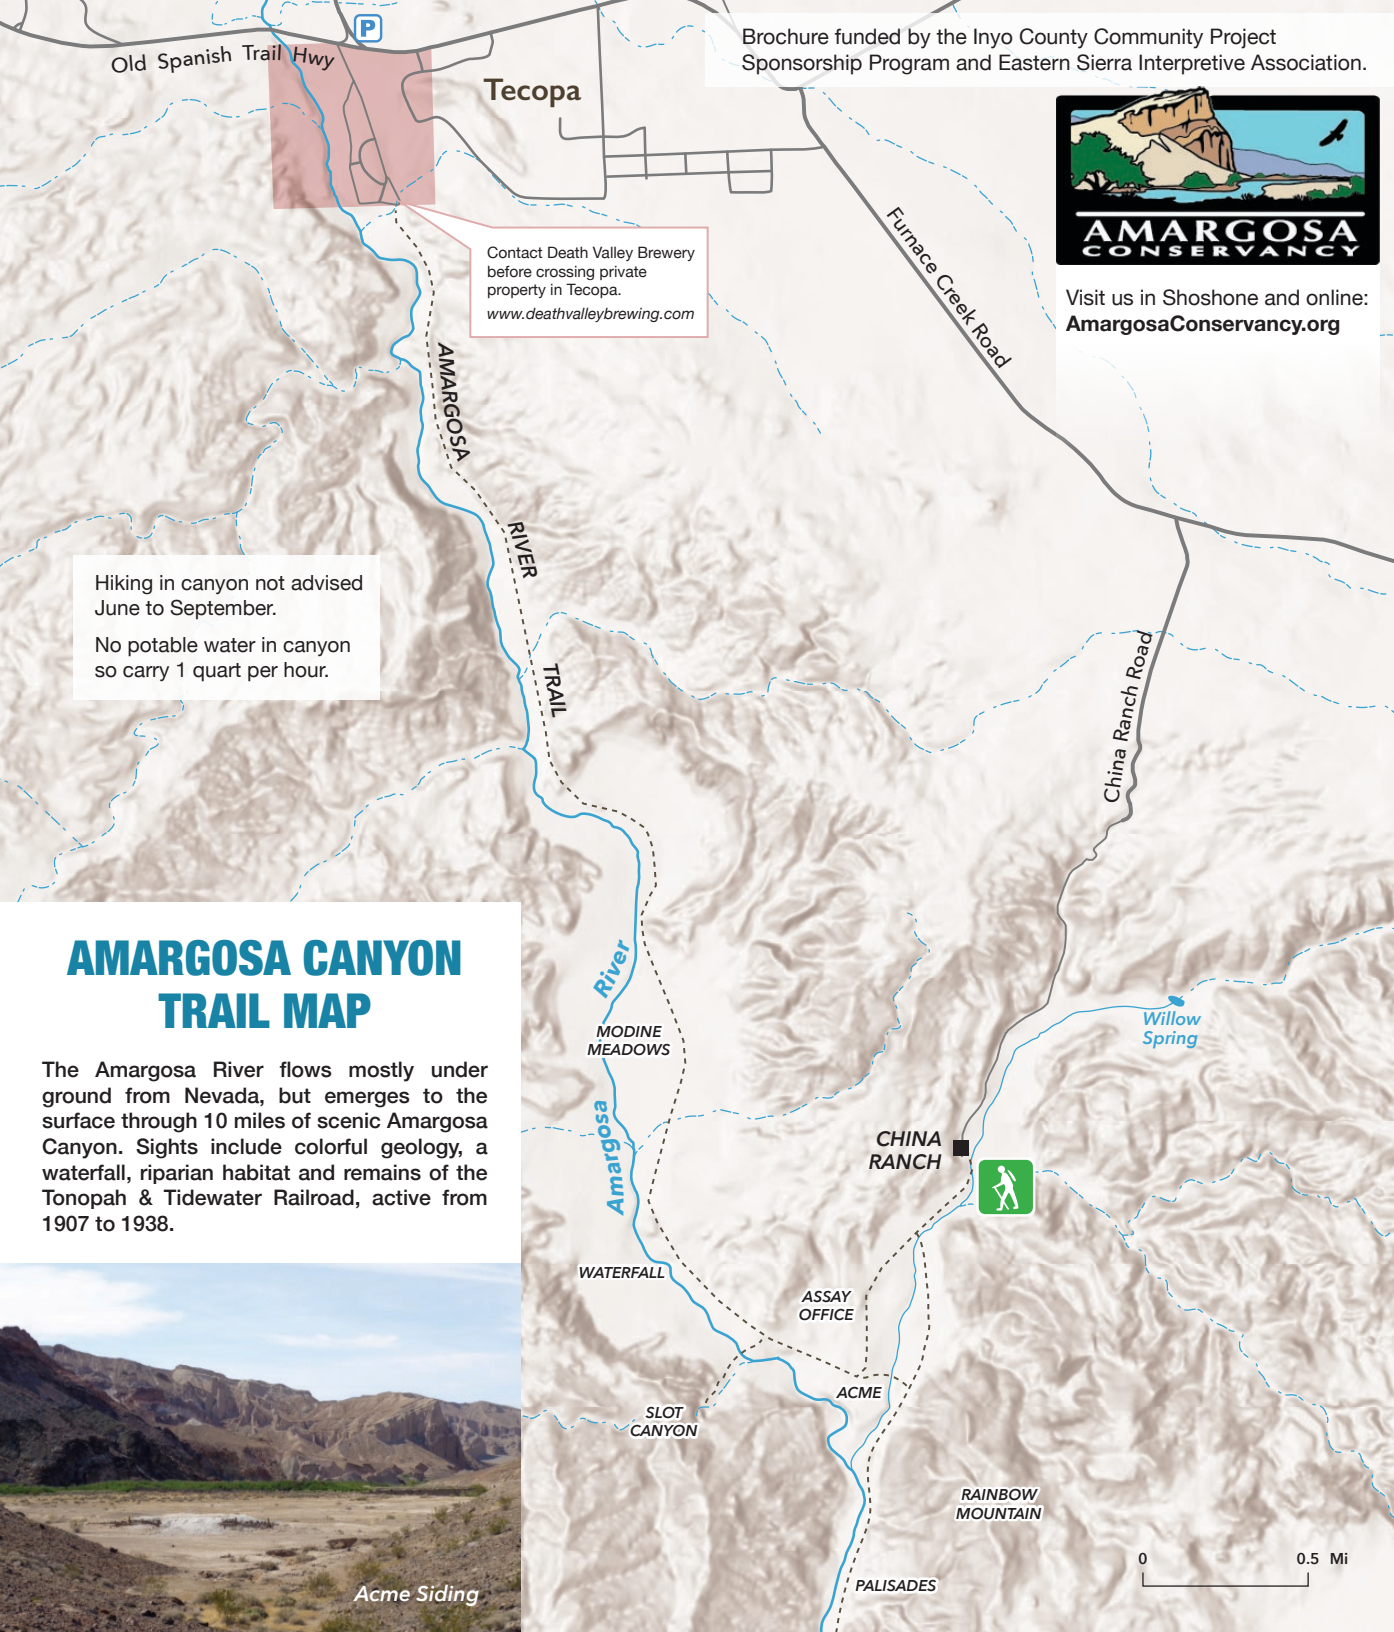 P
Old Spanish Trail Hwy
Tecopa
Brochure funded by the Inyo County Community Project
Sponsorship Program and Eastern Sierra Interpretive Association.
AMARGOSA
CONSERVANCY
Visit us in Shoshone and online:
AmargosaConservancy.org
Contact Death Valley Brewery
before crossing private
property in Tecopa.
www.deathvalleybrewing.com
Furnace Creek Road
AMARGOSA
RIVER
TRAIL
Hiking in canyon not advised
June to September.
No potable water in canyon
so carry 1 quart per hour.
China Ranch Road
AMARGOSA CANYON
TRAIL MAP
The Amargosa River flows mostly under
ground from Nevada, but emerges to the
surface through 10 miles of scenic Amargosa
Canyon. Sights include colorful geology, a
waterfall, riparian habitat and remains of the
Tonopah & Tidewater Railroad, active from
1907 to 1938.
River
MODINE
MEADOWS
Amargosa
Willow
Spring
CHINA
RANCH
WATERFALL
ASSAY
OFFICE
ACME
SLOT
CANYON
RAINBOW
MOUNTAIN
PALISADES
0 0.5 Mi
Acme Siding